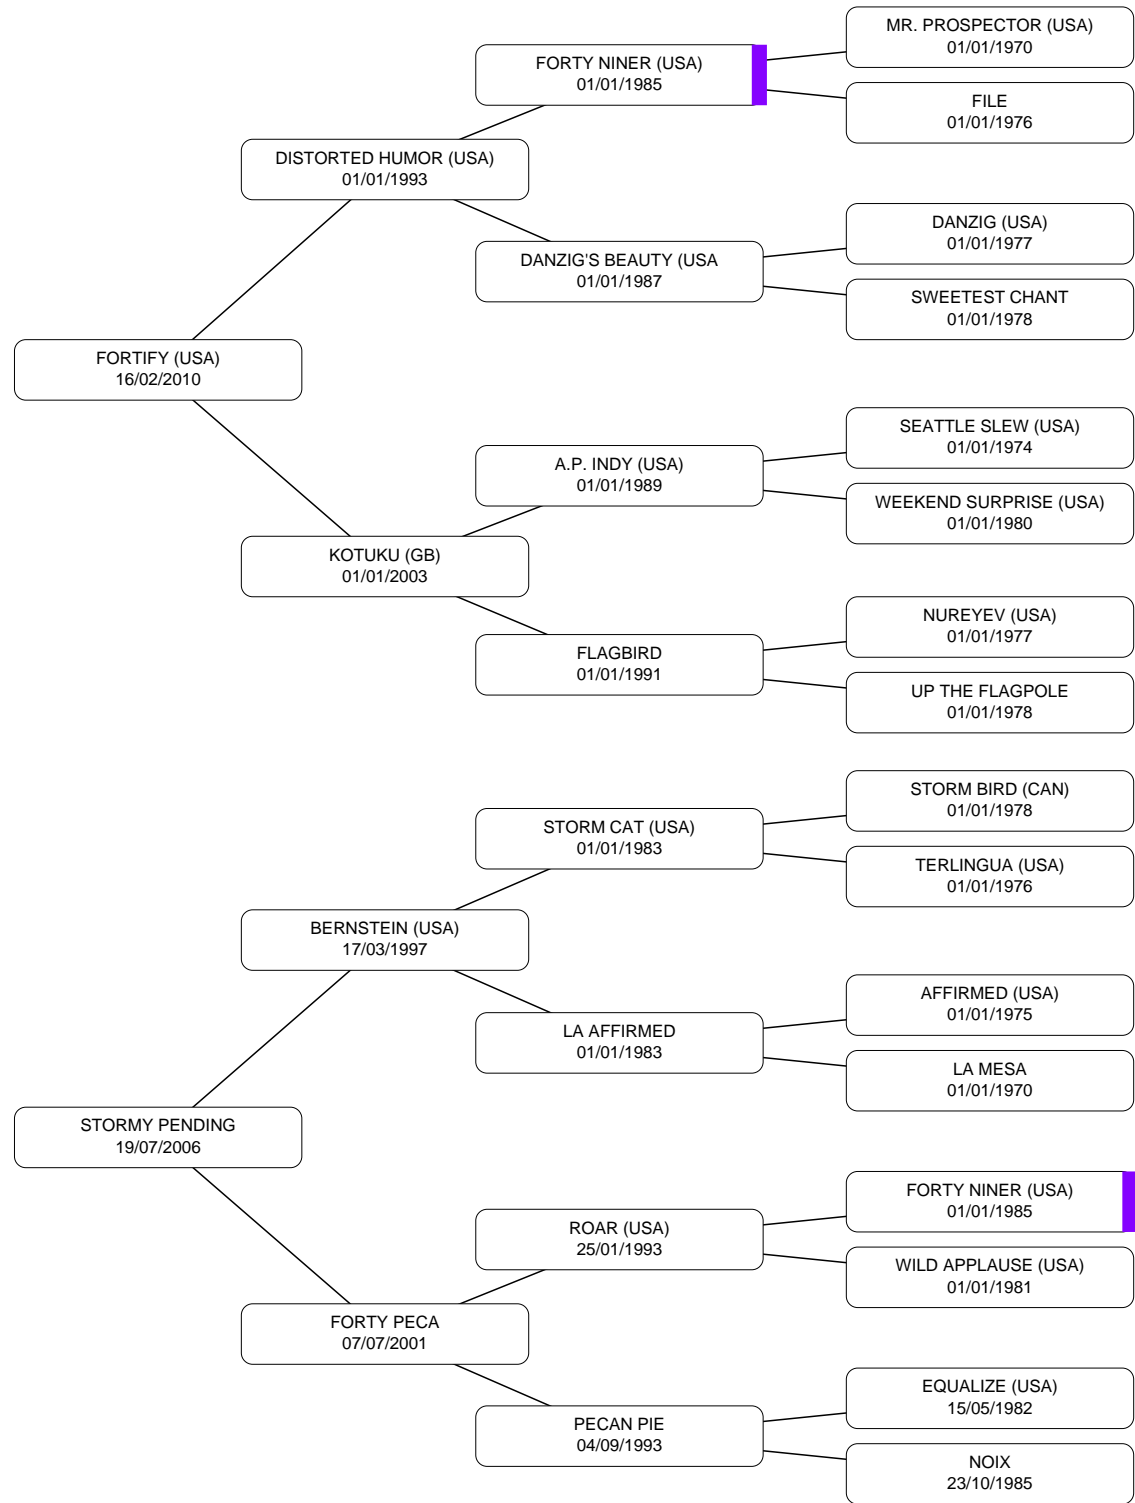 MR. PROSPECTOR (USA)
01/01/1970
FORTY NINER (USA)
01/01/1985
FILE
01/01/1976
DISTORTED HUMOR (USA)
01/01/1993
DANZIG (USA)
01/01/1977
DANZIG'S BEAUTY (USA
01/01/1987
SWEETEST CHANT
01/01/1978
FORTIFY (USA)
16/02/2010
SEATTLE SLEW (USA)
01/01/1974
A.P. INDY (USA)
01/01/1989
WEEKEND SURPRISE (USA)
01/01/1980
KOTUKU (GB)
01/01/2003
NUREYEV (USA)
01/01/1977
FLAGBIRD
01/01/1991
UP THE FLAGPOLE
01/01/1978
STORM BIRD (CAN)
01/01/1978
STORM CAT (USA)
01/01/1983
TERLINGUA (USA)
01/01/1976
BERNSTEIN (USA)
17/03/1997
AFFIRMED (USA)
01/01/1975
LA AFFIRMED
01/01/1983
LA MESA
01/01/1970
STORMY PENDING
19/07/2006
FORTY NINER (USA)
01/01/1985
ROAR (USA)
25/01/1993
WILD APPLAUSE (USA)
01/01/1981
FORTY PECA
07/07/2001
EQUALIZE (USA)
15/05/1982
PECAN PIE
04/09/1993
NOIX
23/10/1985